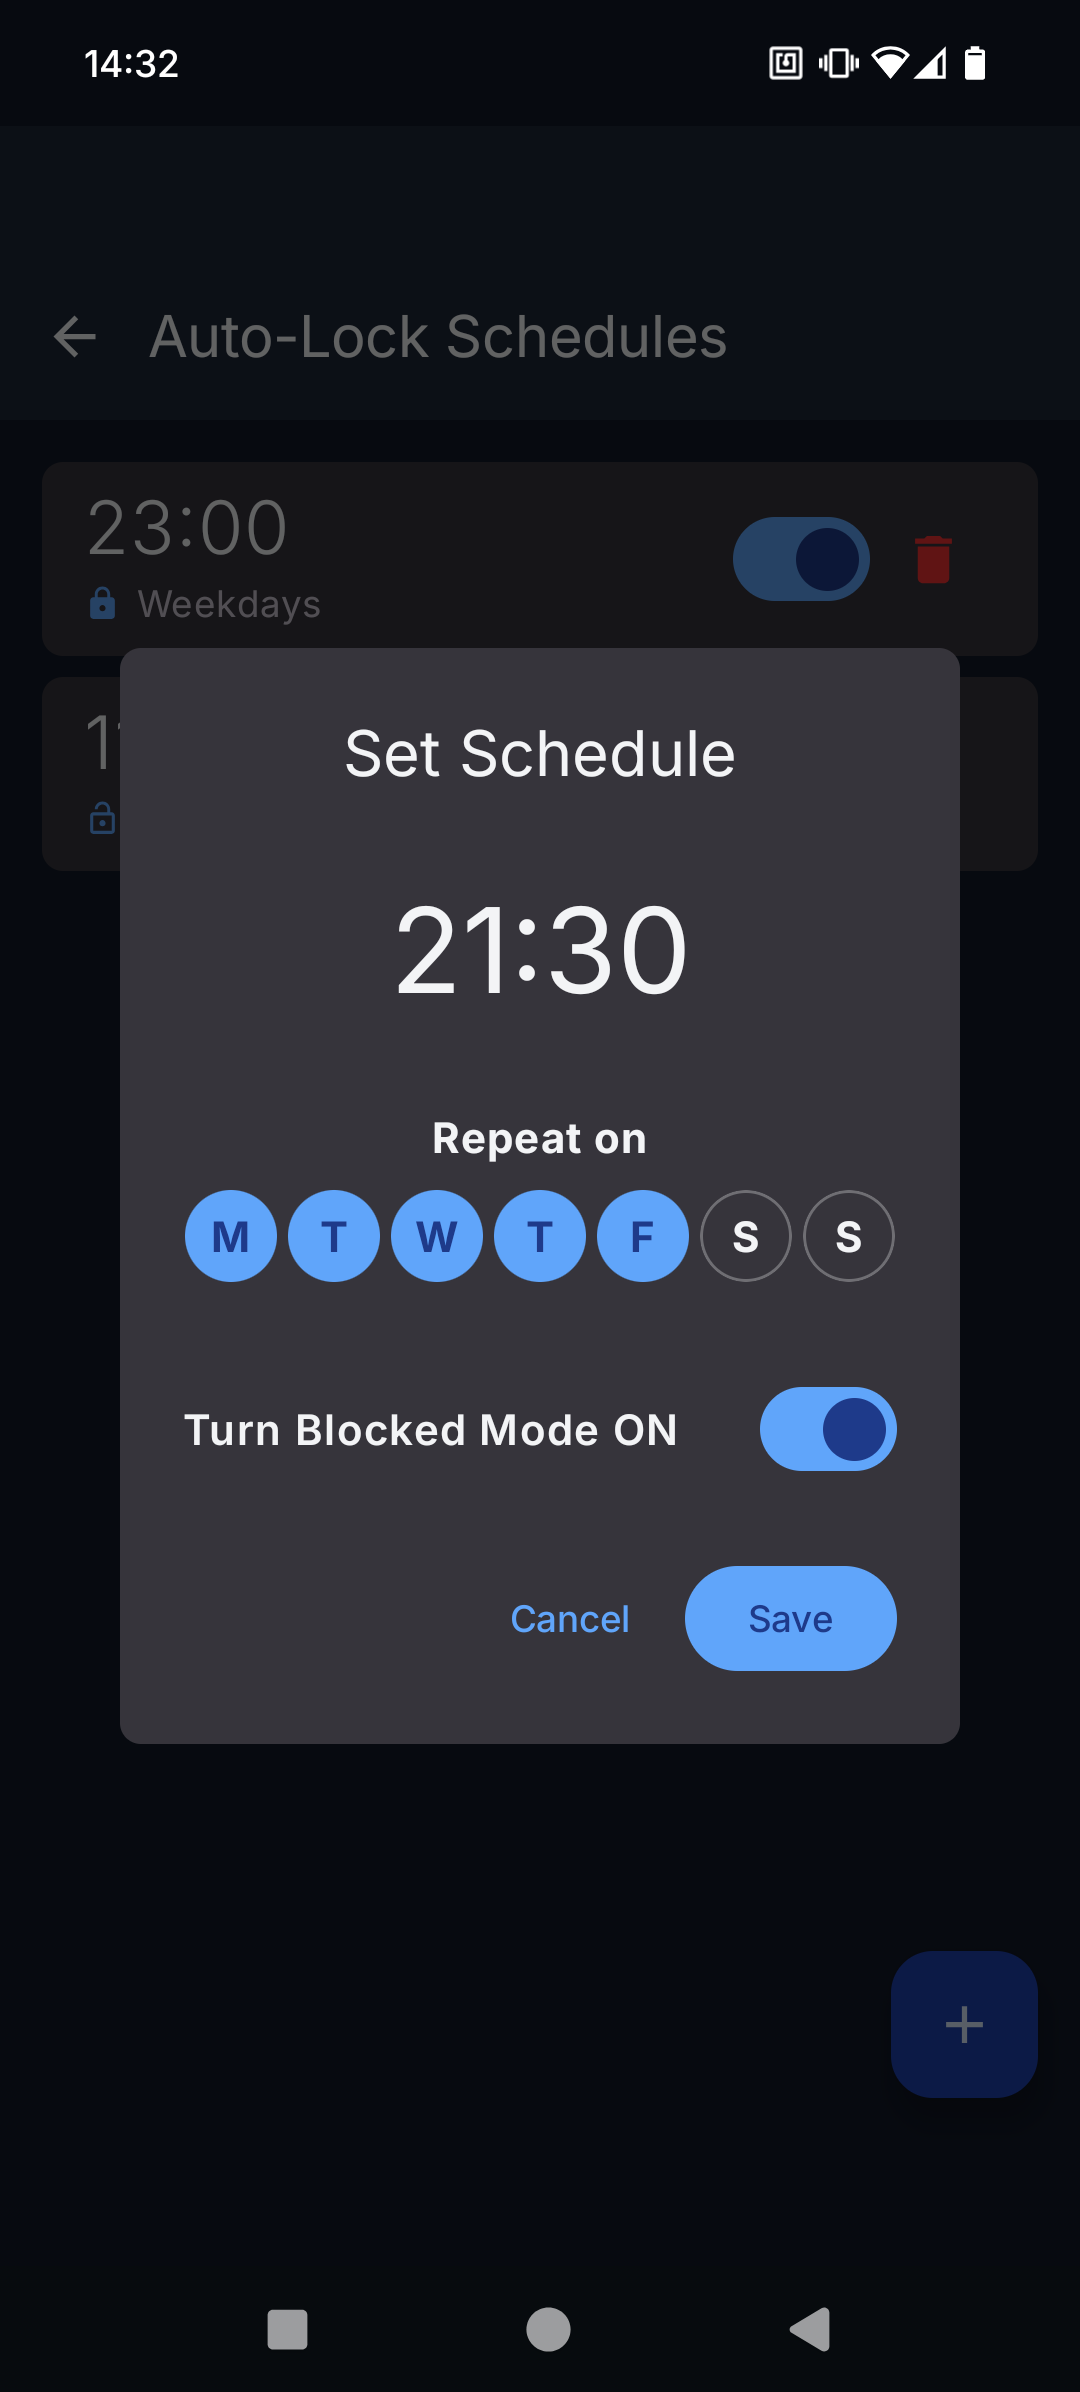 14:32
Auto-Lock Schedules
23:00
Weekdays
Set Schedule
21:30
Repeat on
M T W T F S S
Turn Blocked Mode ON
Cancel Save